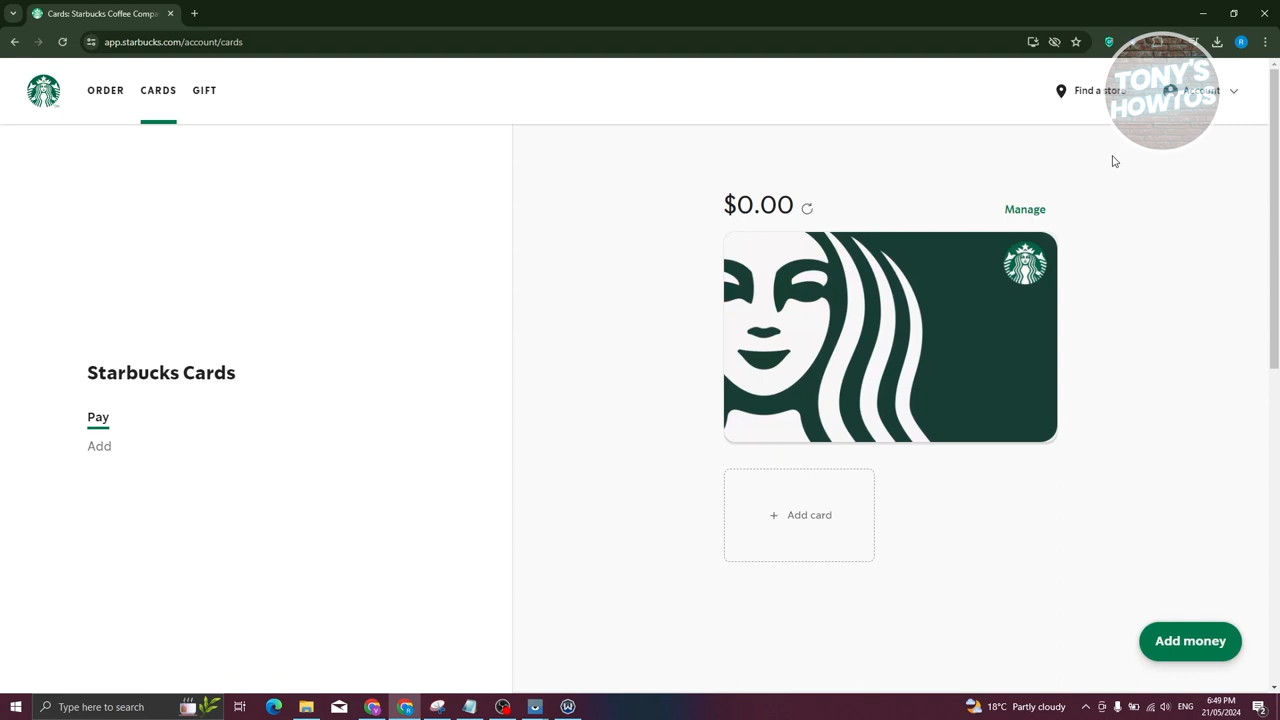 Cards: Starbucks Coffee Compa
app.starbucks.com/account/cards
R
ORDER
CARDS
GIFT
Find a store
Account
TONY'S
HOWTOS
$0.00
Manage
Starbucks Cards
Pay
Add
+ Add card
Add money
Type here to search
18°C Partly cloudy
ENG
6:49 PM
21/05/2024
2